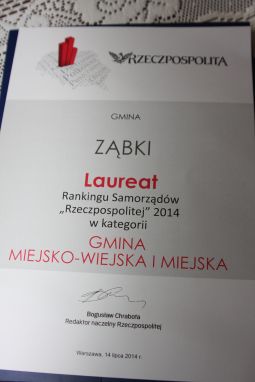 RZECZPOSPOLITA
GMINA
ZĄBKI
Laureat
Rankingu Samorządów
„Rzeczpospolitej” 2014
w kategorii
GMINA
MIEJSKO-WIEJSKA I MIEJSKA
Bogusław Chrabota
Redaktor naczelny Rzeczpospolitej
Warszawa, 14 lipca 2014 r.